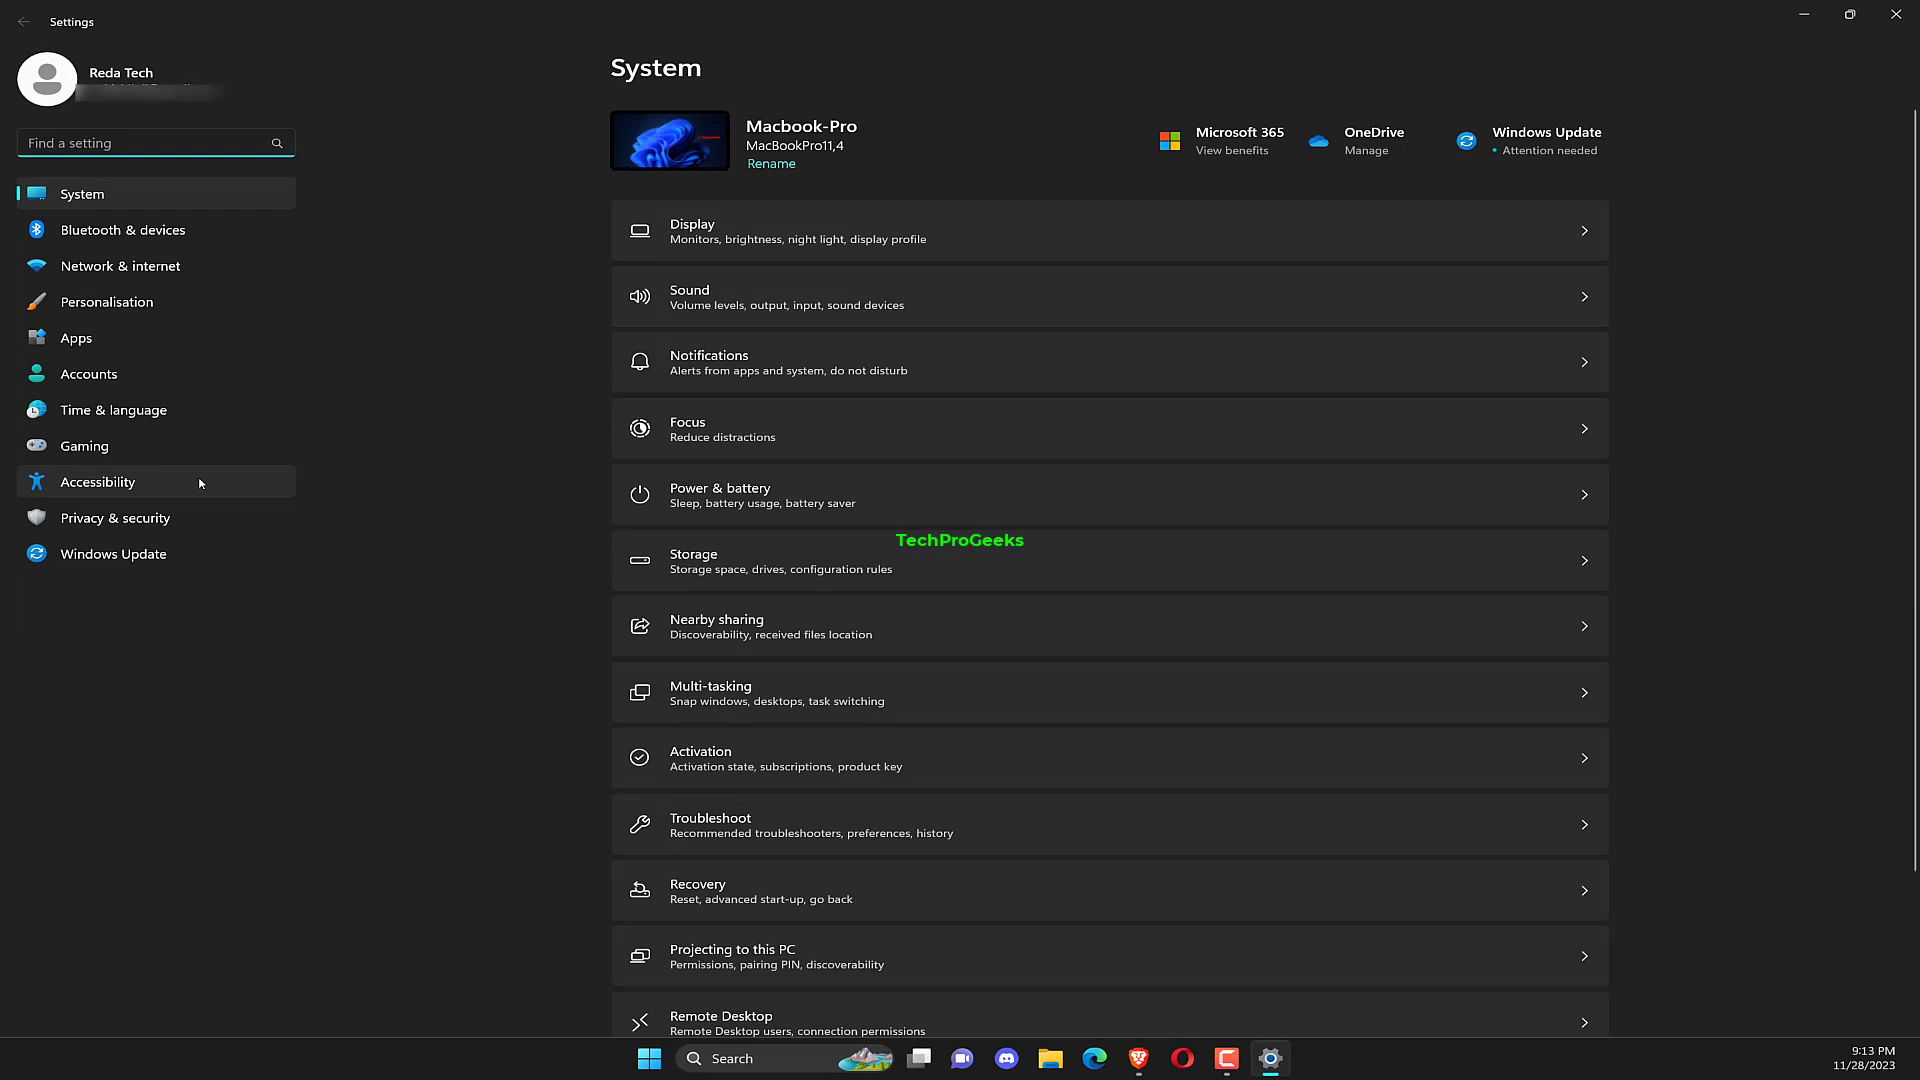 Settings
Reda Tech
Find a setting
System
Bluetooth & devices
Network & internet
Personalisation
Apps
Accounts
Time & language
Gaming
Accessibility
Privacy & security
Windows Update
System
Macbook-Pro
MacBookPro11,4
Rename
Microsoft 365
View benefits
OneDrive
Manage
Windows Update
• Attention needed
Display
Monitors, brightness, night light, display profile
Sound
Volume levels, output, input, sound devices
Notifications
Alerts from apps and system, do not disturb
Focus
Reduce distractions
Power & battery
Sleep, battery usage, battery saver
TechProGeeks
Storage
Storage space, drives, configuration rules
Nearby sharing
Discoverability, received files location
Multi-tasking
Snap windows, desktops, task switching
Activation
Activation state, subscriptions, product key
Troubleshoot
Recommended troubleshooters, preferences, history
Recovery
Reset, advanced start-up, go back
Projecting to this PC
Permissions, pairing PIN, discoverability
Remote Desktop
Remote Desktop users, connection permissions
Search
9:13 PM
11/28/2023